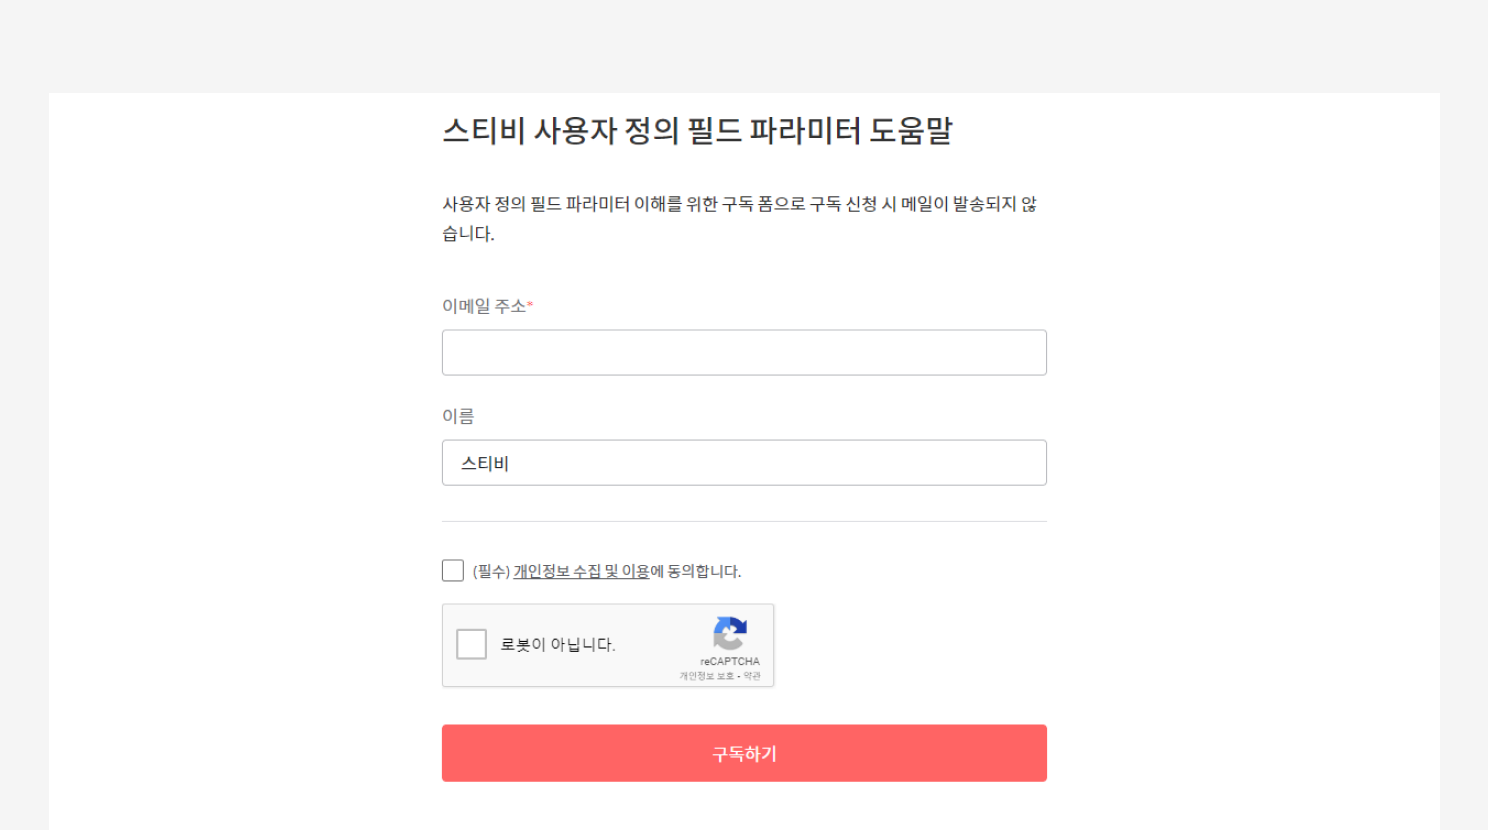 스티비 사용자 정의 필드 파라미터 도움말
사용자 정의 필드 파라미터 이해를 위한 구독 폼으로 구독 신청 시 메일이 발송되지 않
습니다.
이메일 주소*
이름
스티비
(필수) 개인정보 수집 및 이용에 동의합니다.
로봇이 아닙니다.
reCAPTCHA
개인정보 보호 - 약관
구독하기